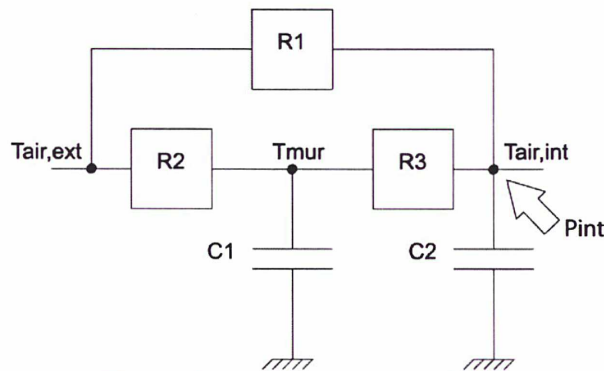 R1
Tair,ext
R2
Tmur
R3
Tair,int
Pint
C1
C2